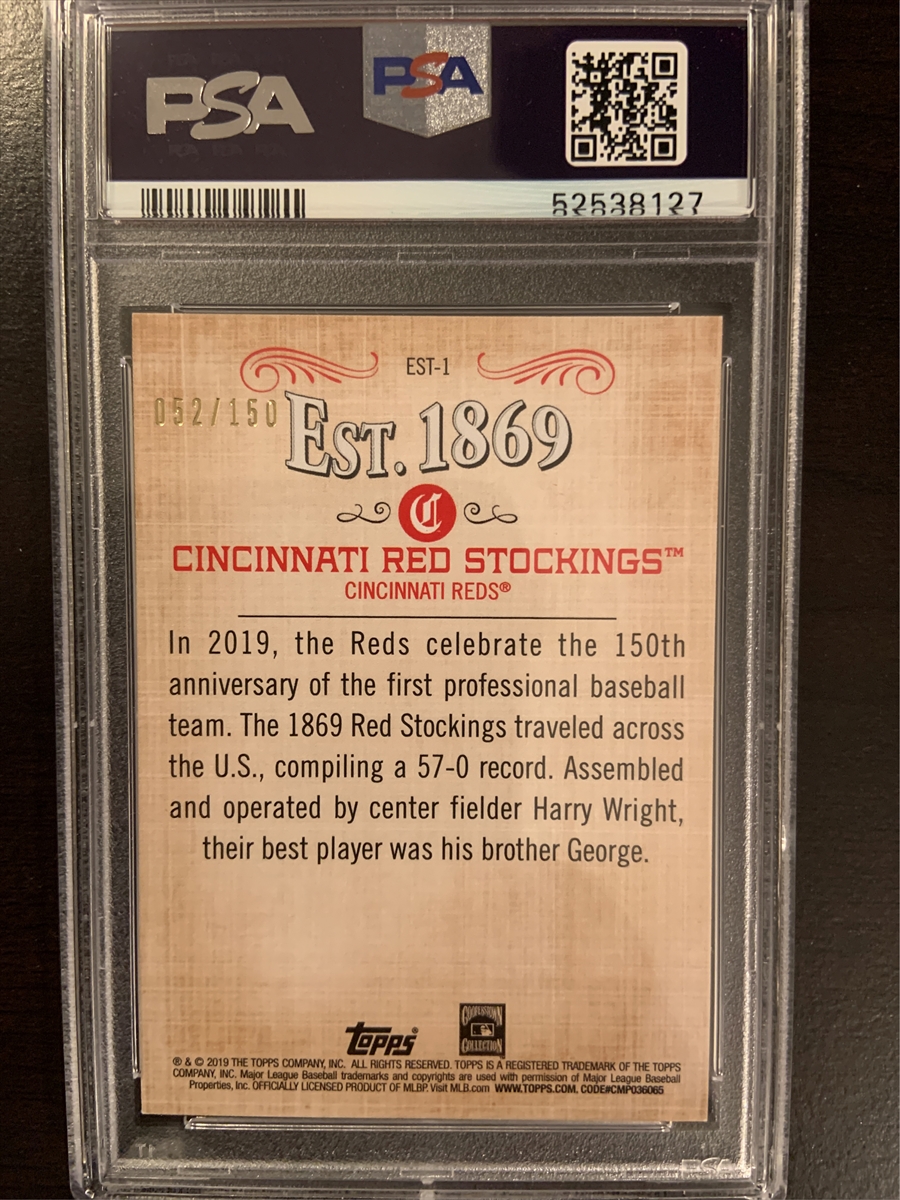 PSA
PSA
52538127
EST-1
052/150
EST. 1869
C
CINCINNATI RED STOCKINGS™
CINCINNATI REDS®
In 2019, the Reds celebrate the 150th
anniversary of the first professional baseball
team. The 1869 Red Stockings traveled across
the U.S., compiling a 57-0 record. Assembled
and operated by center fielder Harry Wright,
their best player was his brother George.
Topps®
COOPERSTOWN
COLLECTION
® & © 2019 THE TOPPS COMPANY, INC. ALL RIGHTS RESERVED. TOPPS IS A REGISTERED TRADEMARK OF THE TOPPS
COMPANY, INC. Major League Baseball trademarks and copyrights are used with permission of Major League Baseball
Properties, Inc. OFFICIALLY LICENSED PRODUCT OF MLBP. Visit MLB.com WWW.TOPPS.COM. CODE#CMP036065